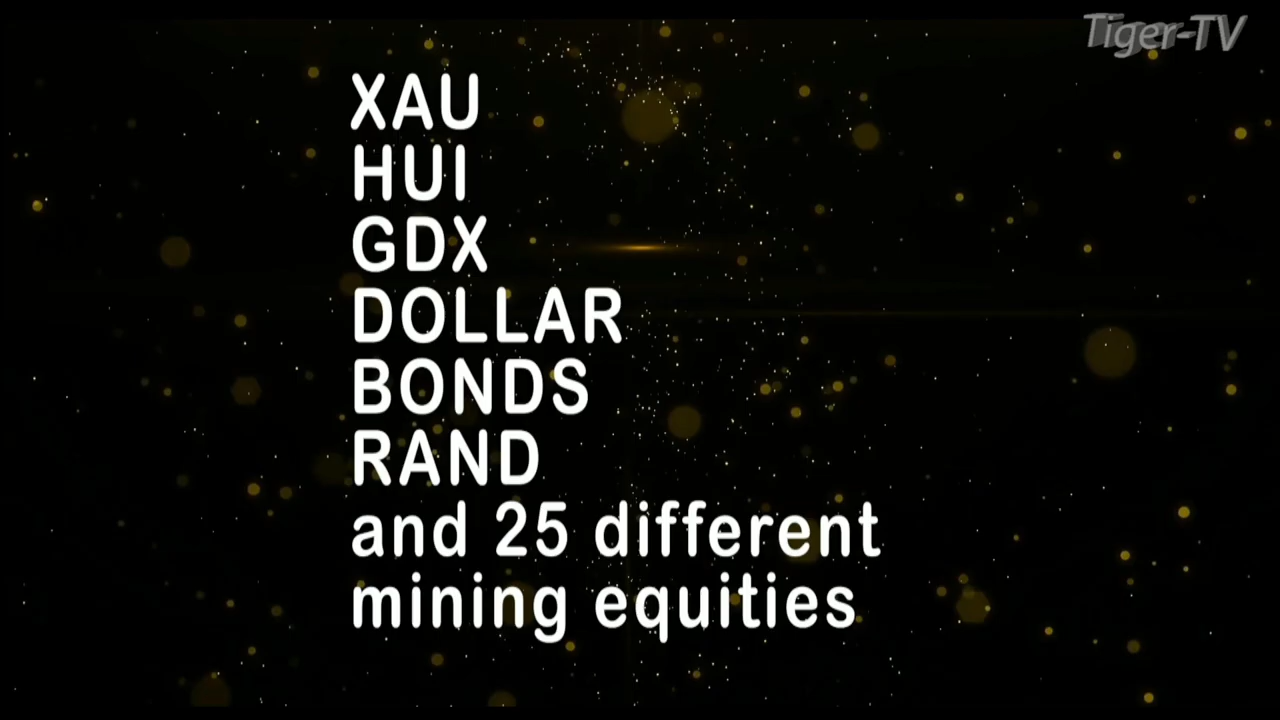 Tiger-TV
XAU
HUI
GDX
DOLLAR
BONDS
RAND
and 25 different
mining equities